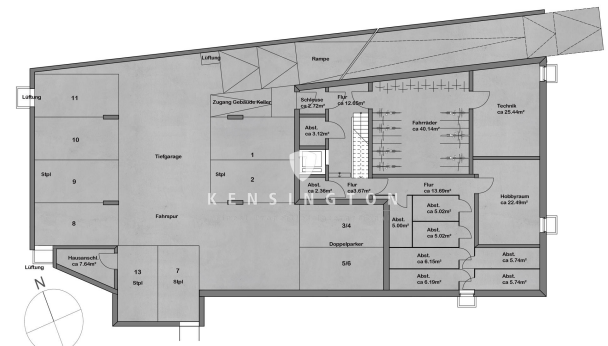 Lüftung
Rampe
Lüftung
11
Zugang Gebäude Keller
Schleuse
ca 2.72m²
Flur
ca 12.65m²
Fahrräder
ca 40.14m²
Technik
ca 25.44m²
10
Abst.
ca 3.12m²
Tiefgarage
1
Stpl
9
2
Abst.
ca 2.36m²
Flur
ca 3.67m²
Flur
ca 13.69m²
Hobbyraum
ca 22.49m²
KENSINGTON
8
Fahrspur
3/4
Doppelparker
5/6
Abst.
ca 5.00m²
Abst.
ca 5.02m²
Abst.
ca 5.02m²
Abst.
ca 6.15m²
Abst.
ca 5.74m²
Abst.
ca 6.19m²
Abst.
ca 5.74m²
Hausanschl.
ca 7.64m²
Lüftung
13
Stpl
7
Stpl
N